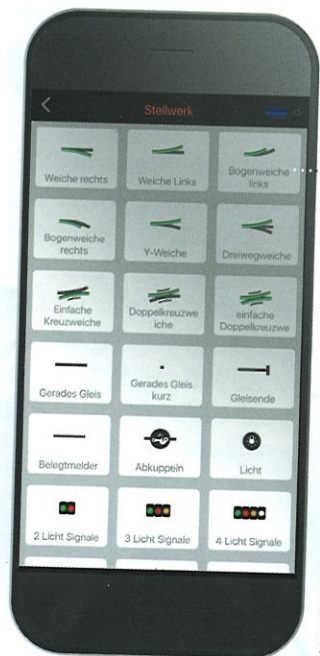 Stellwerk
Weiche rechts
Weiche Links
Bogenweiche
links
Bogenweiche
rechts
Y-Weiche
Dreiwegweiche
Einfache
Kreuzweiche
Doppelkreuzwe
iche
einfache
Doppelkreuzwe
Gerades Gleis
Gerades Gleis
kurz
Gleisende
Belegtmelder
Abkuppeln
Licht
2 Licht Signale
3 Licht Signale
4 Licht Signale